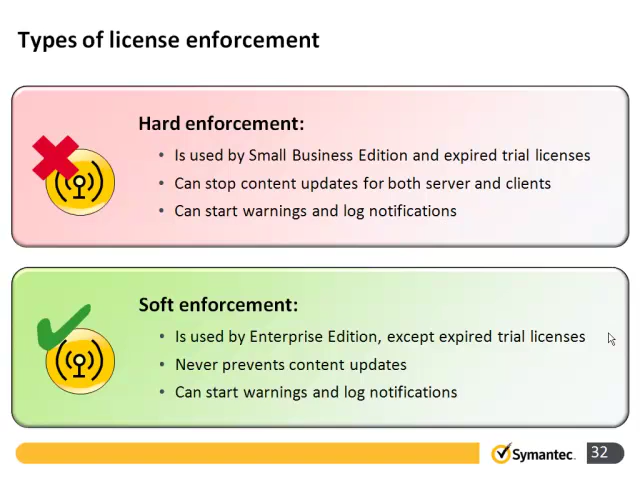 Types of license enforcement
Hard enforcement:
• Is used by Small Business Edition and expired trial licenses
• Can stop content updates for both server and clients
• Can start warnings and log notifications
Soft enforcement:
• Is used by Enterprise Edition, except expired trial licenses
• Never prevents content updates
• Can start warnings and log notifications
Symantec. 32